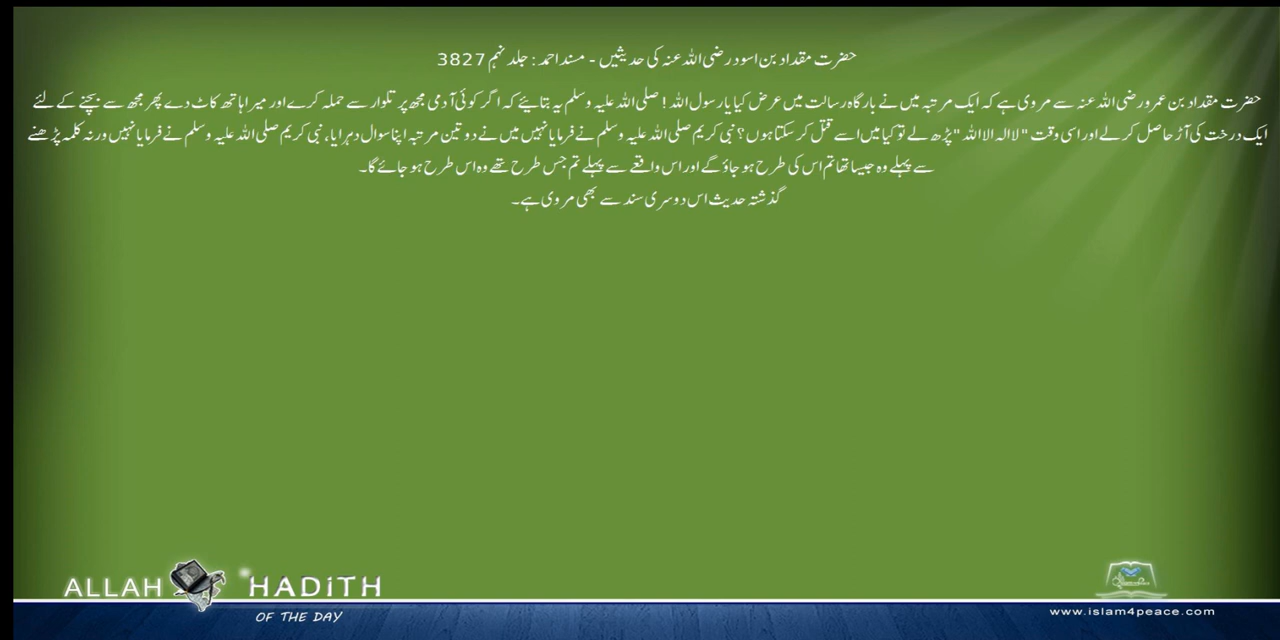 حضرت مقداد بن اسود رضی اللہ عنہ کی حدیثیں - مسند احمد : جلد نہم 3827
حضرت مقداد بن عمرو رضی اللہ عنہ سے مروی ہے کہ ایک مرتبہ میں نے بارگاہ رسالت میں عرض کیا یا رسول اللہ ! صلی اللہ علیہ وسلم یہ بتایئے کہ اگر کوئی آدمی مجھ پر تلوار سے حملہ کرے اور میرا ہاتھ کاٹ دے پھر مجھ سے بچنے کے لئے
ایک درخت کی آڑ حاصل کر لے اور اسی وقت " لاالہ الا اللہ " پڑھ لے تو کیا میں اسے قتل کر سکتا ہوں ؟ نبی کریم صلی اللہ علیہ وسلم نے فرمایا نہیں میں نے دو تین مرتبہ اپنا سوال دہرایا ، نبی کریم صلی اللہ علیہ وسلم نے فرمایا نہیں ورنہ کلمہ پڑھنے
سے پہلے وہ جیسا تھا تم اس کی طرح ہو جاؤ گے اور اس واقعے سے پہلے تم جس طرح تھے وہ اس طرح ہو جائے گا۔
گذشتہ حدیث اس دوسری سند سے بھی مروی ہے۔
ALLAH HADITH
OF THE DAY
www.islam4peace.com